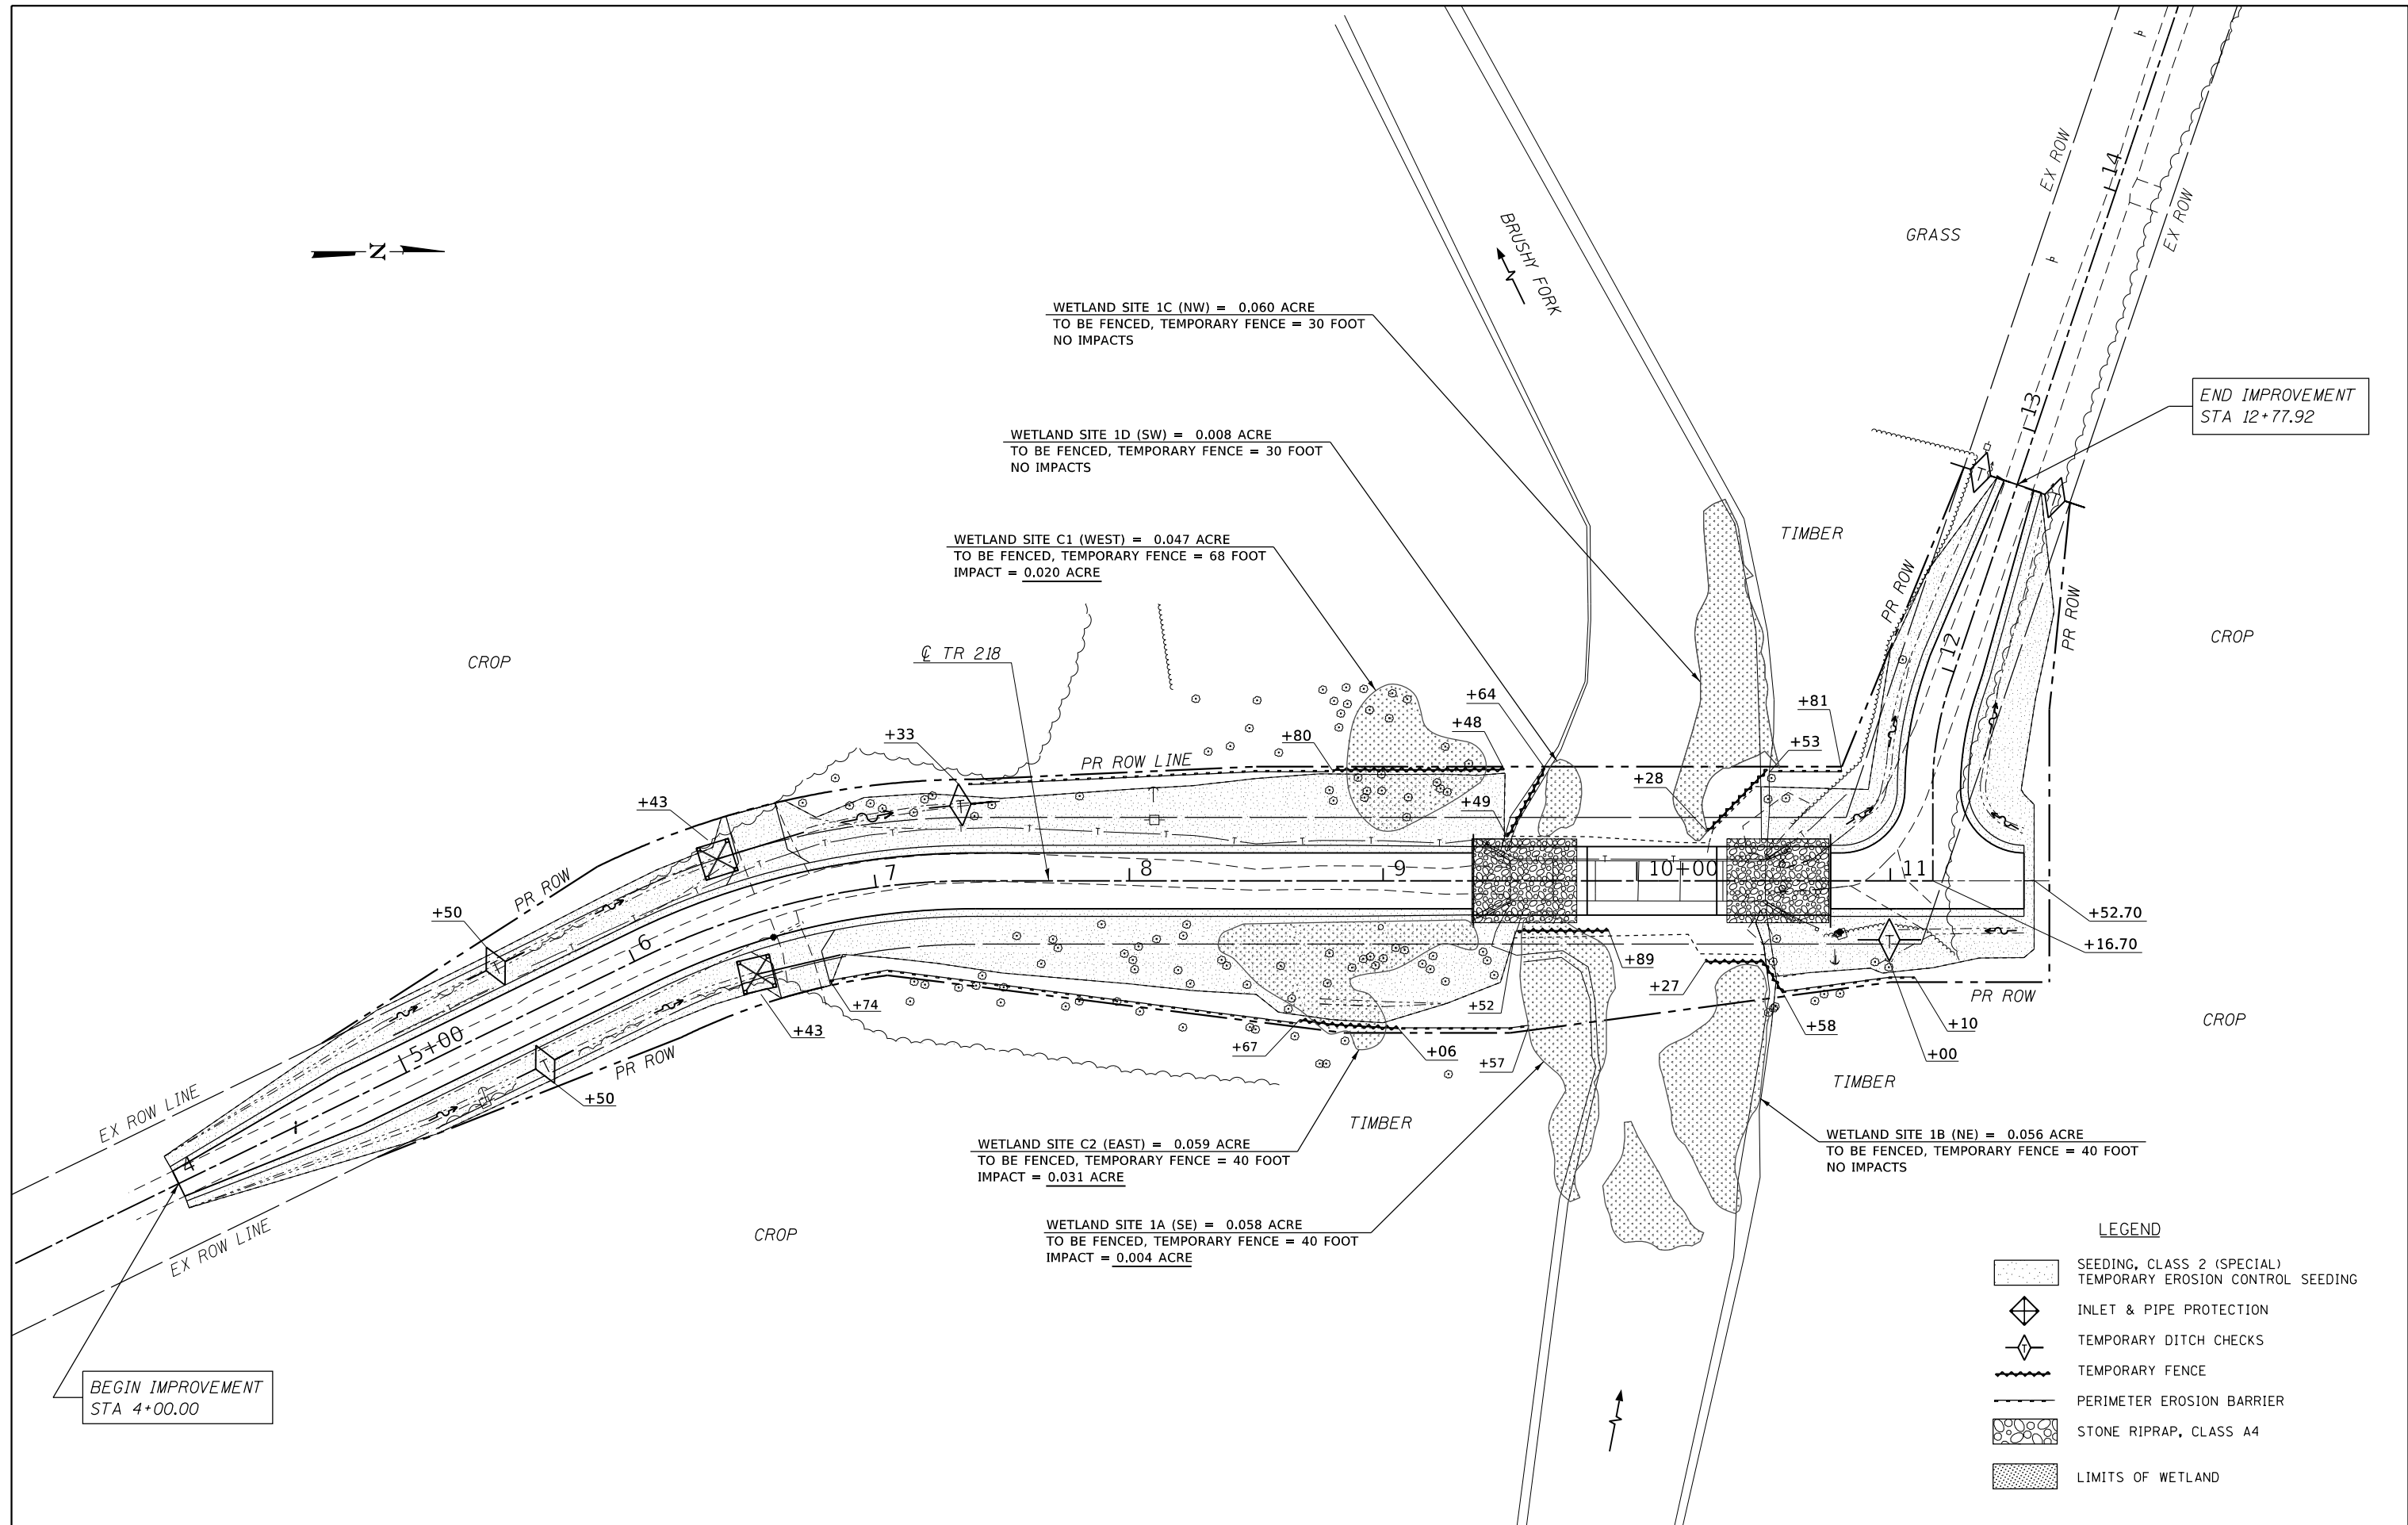 EX ROW
14
EX ROW
BRUSHY FORK
GRASS
N
WETLAND SITE 1C (NW) = 0.060 ACRE
TO BE FENCED, TEMPORARY FENCE = 30 FOOT
NO IMPACTS
END IMPROVEMENT
STA 12+77.92
13
WETLAND SITE 1D (SW) = 0.008 ACRE
TO BE FENCED, TEMPORARY FENCE = 30 FOOT
NO IMPACTS
T
T
WETLAND SITE C1 (WEST) = 0.047 ACRE
TO BE FENCED, TEMPORARY FENCE = 68 FOOT
IMPACT = 0.020 ACRE
TIMBER
PR ROW
PR ROW
CROP
CROP
℄ TR 218
12
+64
+48
+81
+33
+80
+53
PR ROW LINE
+28
+43
+49
T
T T T T T T T T T
7
8
9
10+00
11
PR ROW
+50
6
+52.70
+16.70
T
+89
+27
T
+74
+52
PR ROW
+43
+58
+10
+67
+06
+57
+00
CROP
5+00
PR ROW
T
+50
TIMBER
EX ROW LINE
TIMBER
4
WETLAND SITE C2 (EAST) = 0.059 ACRE
TO BE FENCED, TEMPORARY FENCE = 40 FOOT
IMPACT = 0.031 ACRE
WETLAND SITE 1B (NE) = 0.056 ACRE
TO BE FENCED, TEMPORARY FENCE = 40 FOOT
NO IMPACTS
EX ROW LINE
CROP
WETLAND SITE 1A (SE) = 0.058 ACRE
TO BE FENCED, TEMPORARY FENCE = 40 FOOT
IMPACT = 0.004 ACRE
BEGIN IMPROVEMENT
STA 4+00.00
LEGEND
SEEDING, CLASS 2 (SPECIAL)
TEMPORARY EROSION CONTROL SEEDING
INLET & PIPE PROTECTION
T
TEMPORARY DITCH CHECKS
TEMPORARY FENCE
PERIMETER EROSION BARRIER
STONE RIPRAP, CLASS A4
LIMITS OF WETLAND